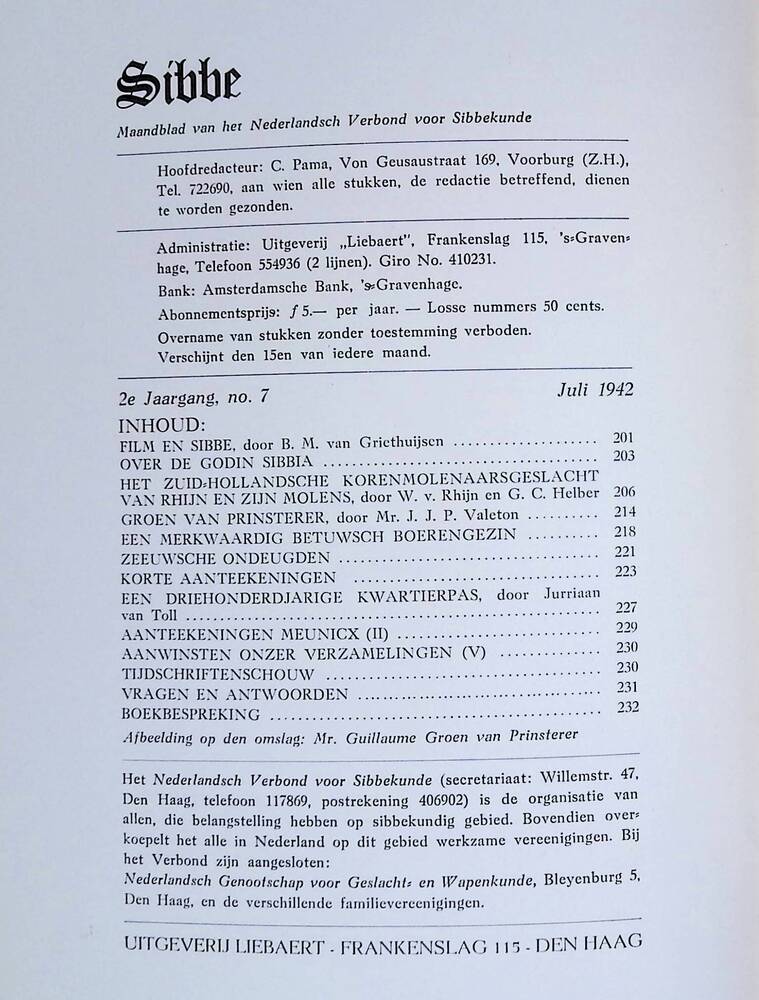 Sibbe
Maandblad van het Nederlandsch Verbond voor Sibbekunde
Hoofdredacteur: C. Pama, Von Geusaustraat 169, Voorburg (Z.H.),
Tel. 722690, aan wien alle stukken, de redactie betreffend, dienen
te worden gezonden.
Administratie: Uitgeverij „Liebaert”, Frankenslag 115, 's-Graven-
hage, Telefoon 554936 (2 lijnen). Giro No. 410231.
Bank: Amsterdamsche Bank, 's-Gravenhage.
Abonnementsprijs: ƒ 5.— per jaar. — Losse nummers 50 cents.
Overname van stukken zonder toestemming verboden.
Verschijnt den 15en van iedere maand.
2e Jaargang, no. 7 Juli 1942
INHOUD:
FILM EN SIBBE, door B. M. van Griethuijsen .................... 201
OVER DE GODIN SIBBIA ...................................... 203
HET ZUID-HOLLANDSCHE KORENMOLENAARSGESLACHT
VAN RHIJN EN ZIJN MOLENS, door W. v. Rhijn en G. C. Helber 206
GROEN VAN PRINSTERER, door Mr. J. J. P. Valeton .......... 214
EEN MERKWAARDIG BETUWSCH BOERENGEZIN .......... 218
ZEEUWSCHE ONDEUGDEN .................................... 221
KORTE AANTEEKENINGEN .................................. 223
EEN DRIEHONDERDJARIGE KWARTIERPAS, door Jurriaan
van Toll ......................................................... 227
AANTEEKENINGEN MEUNICX (II) ............................ 229
AANWINSTEN ONZER VERZAMELINGEN (V) .............. 230
TIJDSCHRIFTENSCHOUW ...................................... 230
VRAGEN EN ANTWOORDEN .................................. 231
BOEKBESPREKING .............................................. 232
Afbeelding op den omslag: Mr. Guillaume Groen van Prinsterer
Het Nederlandsch Verbond voor Sibbekunde (secretariaat: Willemstr. 47,
Den Haag, telefoon 117869, postrekening 406902) is de organisatie van
allen, die belangstelling hebben op sibbekundig gebied. Bovendien over-
koepelt het alle in Nederland op dit gebied werkzame vereenigingen. Bij
het Verbond zijn aangesloten:
Nederlandsch Genootschap voor Geslacht- en Wapenkunde, Bleyenburg 5,
Den Haag, en de verschillende familievereenigingen.
UITGEVERIJ LIEBAERT - FRANKENSLAG 115 - DEN HAAG